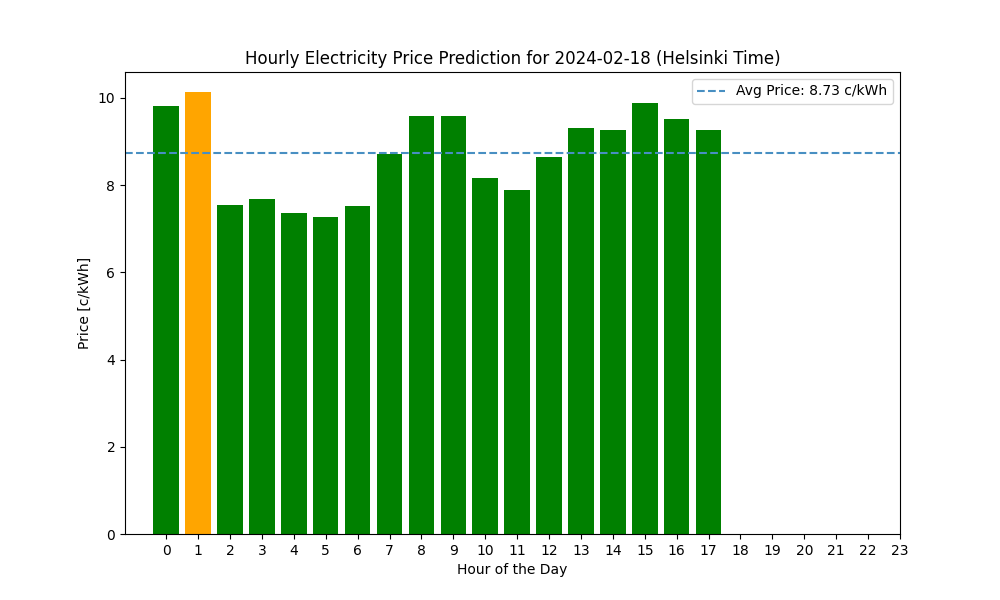 Hourly Electricity Price Prediction for 2024-02-18 (Helsinki Time)
Avg Price: 8.73 c/kWh
Price [c/kWh]
10
8
6
4
2
0
0 1 2 3 4 5 6 7 8 9 10 11 12 13 14 15 16 17 18 19 20 21 22 23
Hour of the Day